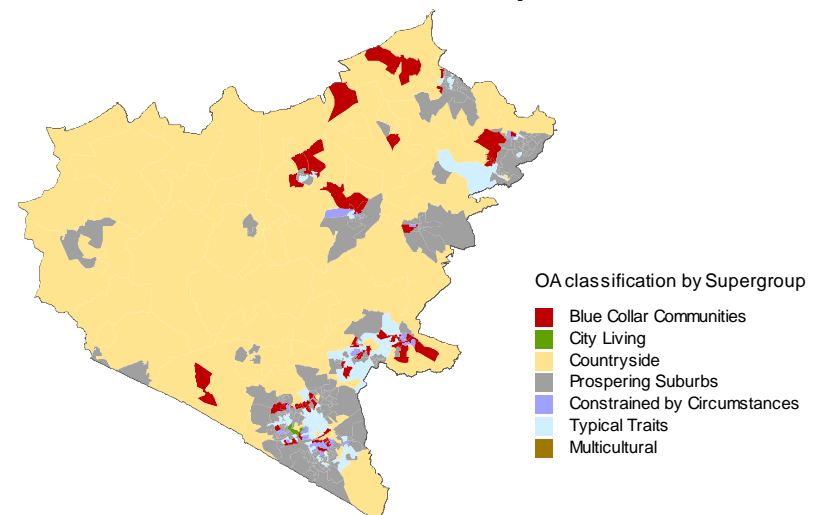 OA classification by Supergroup
Blue Collar Communities
City Living
Countryside
Prospering Suburbs
Constrained by Circumstances
Typical Traits
Multicultural